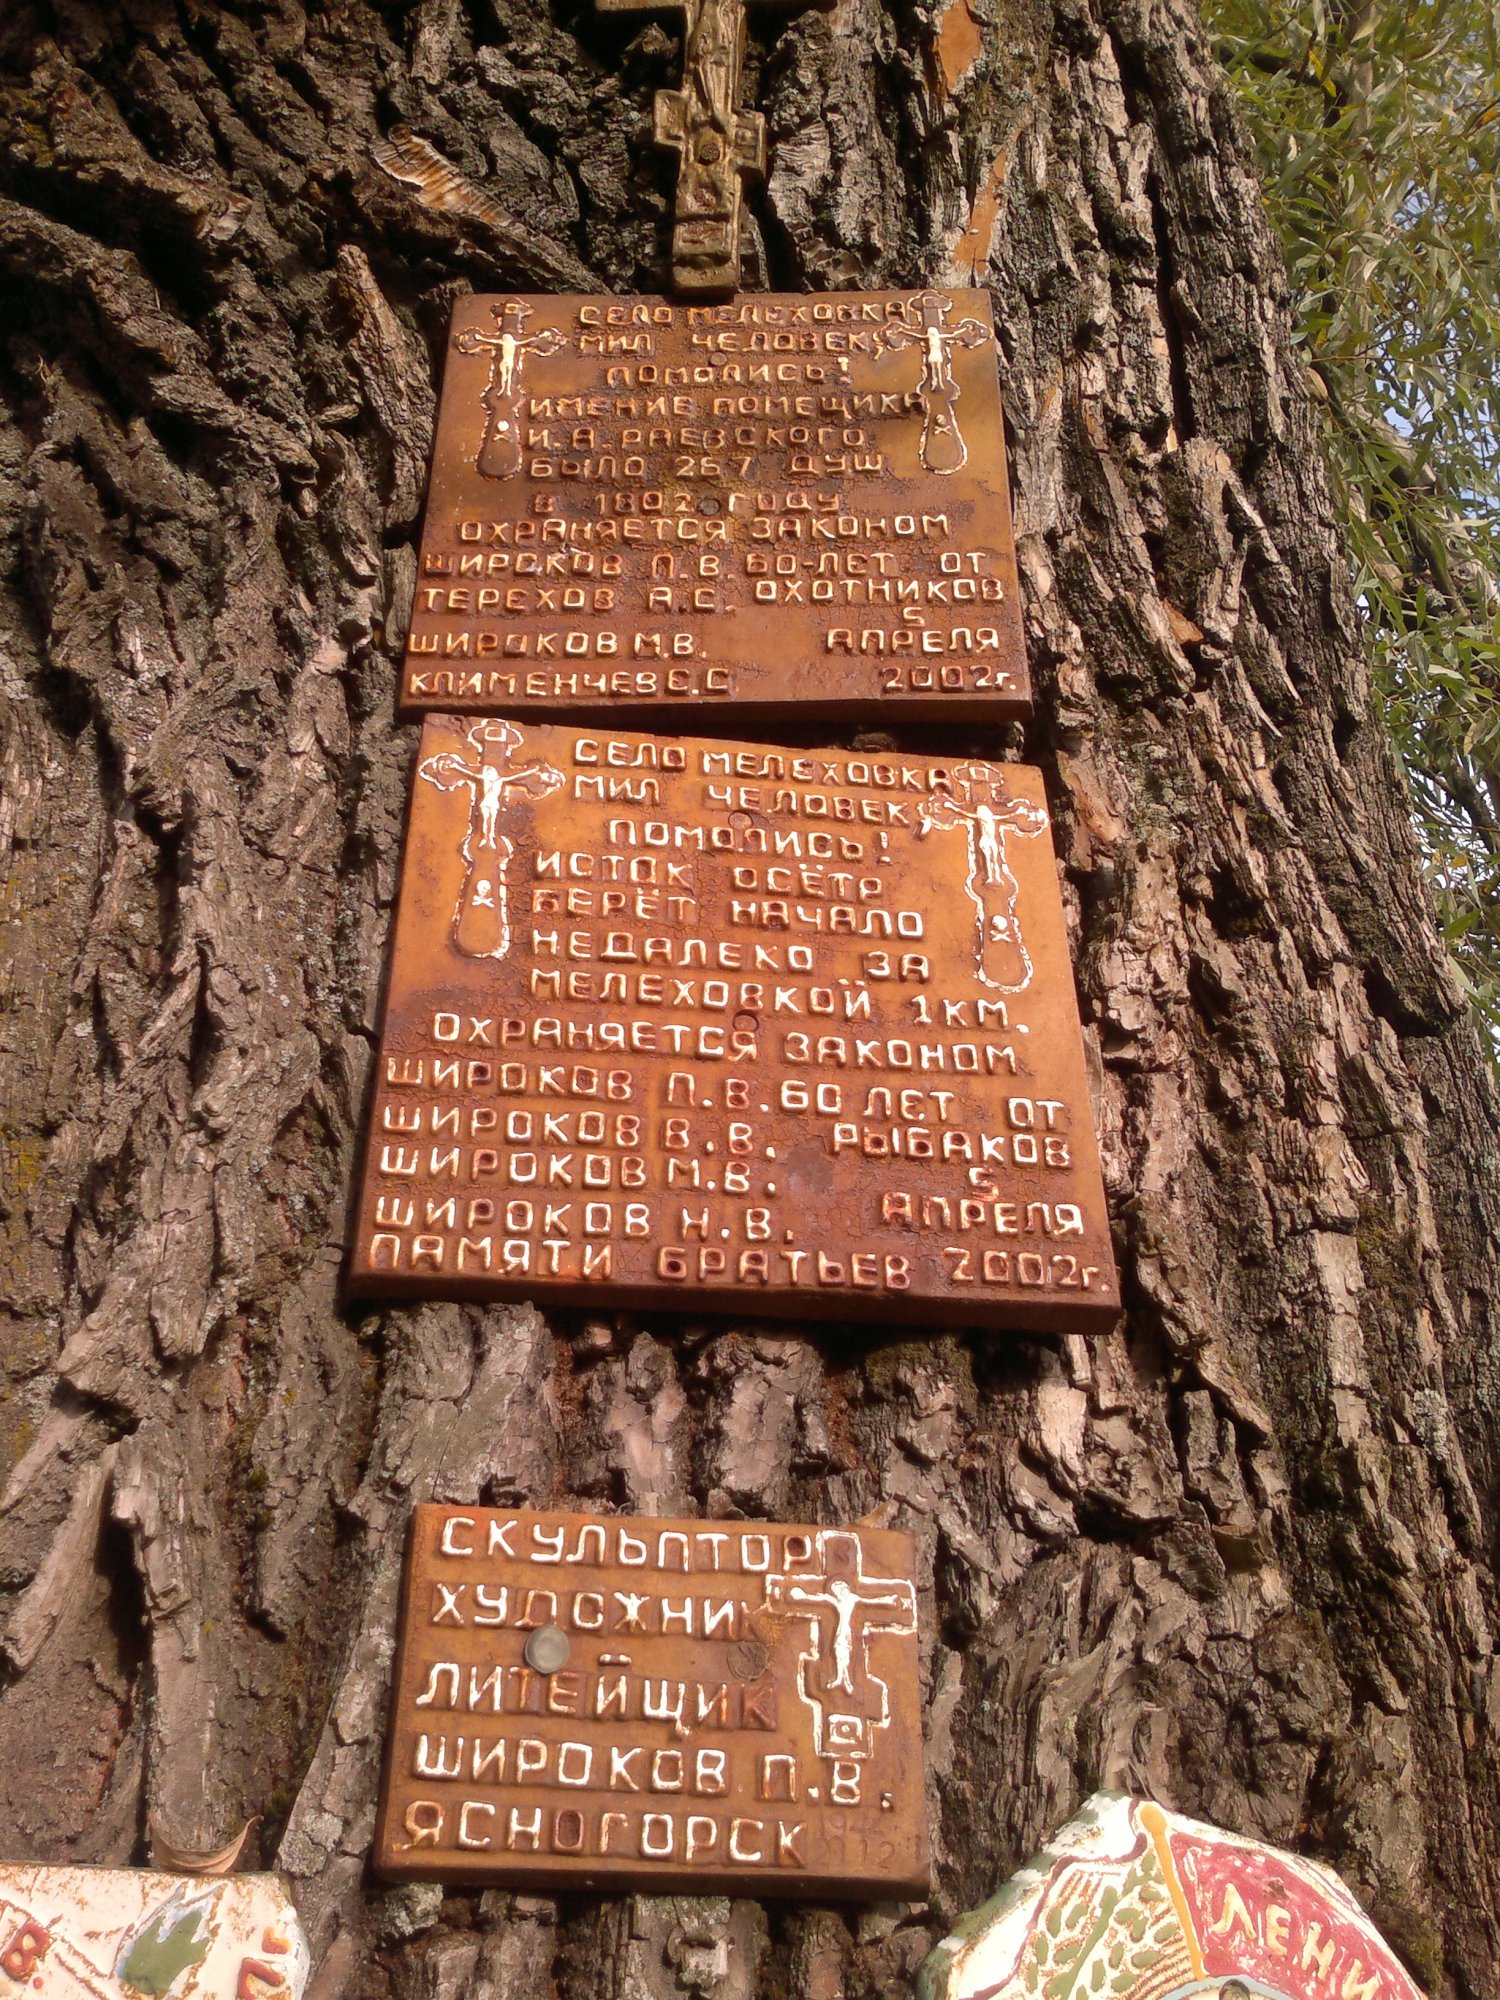 СЕЛО МЕЛЕХОВКА
МИЛ ЧЕЛОВЕК,
ПОМОЛИСЬ!
ИМЕНИЕ ПОМЕЩИКА
И.А.РАЕВСКОГО
БЫЛО 267 ДУШ
В 1802 ГОДУ
ОХРАНЯЕТСЯ ЗАКОНОМ
ШИРОКОВ П.В. 60-ЛЕТ ОТ
ТЕРЕХОВ А.С. ОХОТНИКОВ
5
ШИРОКОВ М.В. АПРЕЛЯ
КЛИМЕНЧЕВ С.С 2002г.
СЕЛО МЕЛЕХОВКА
МИЛ ЧЕЛОВЕК,
ПОМОЛИСЬ!
ИСТОК ОСЁТР
БЕРЁТ НАЧАЛО
НЕДАЛЕКО ЗА
МЕЛЕХОВКОЙ 1КМ.
ОХРАНЯЕТСЯ ЗАКОНОМ
ШИРОКОВ П.В. 60 ЛЕТ ОТ
ШИРОКОВ В.В. РЫБАКОВ
ШИРОКОВ М.В. 5
ШИРОКОВ Н.В. АПРЕЛЯ
ПАМЯТИ БРАТЬЕВ 2002г.
СКУЛЬПТОР
ХУДОЖНИК
ЛИТЕЙЩИК
ШИРОКОВ П.В.
ЯСНОГОРСК
В.
ЛЕНИ